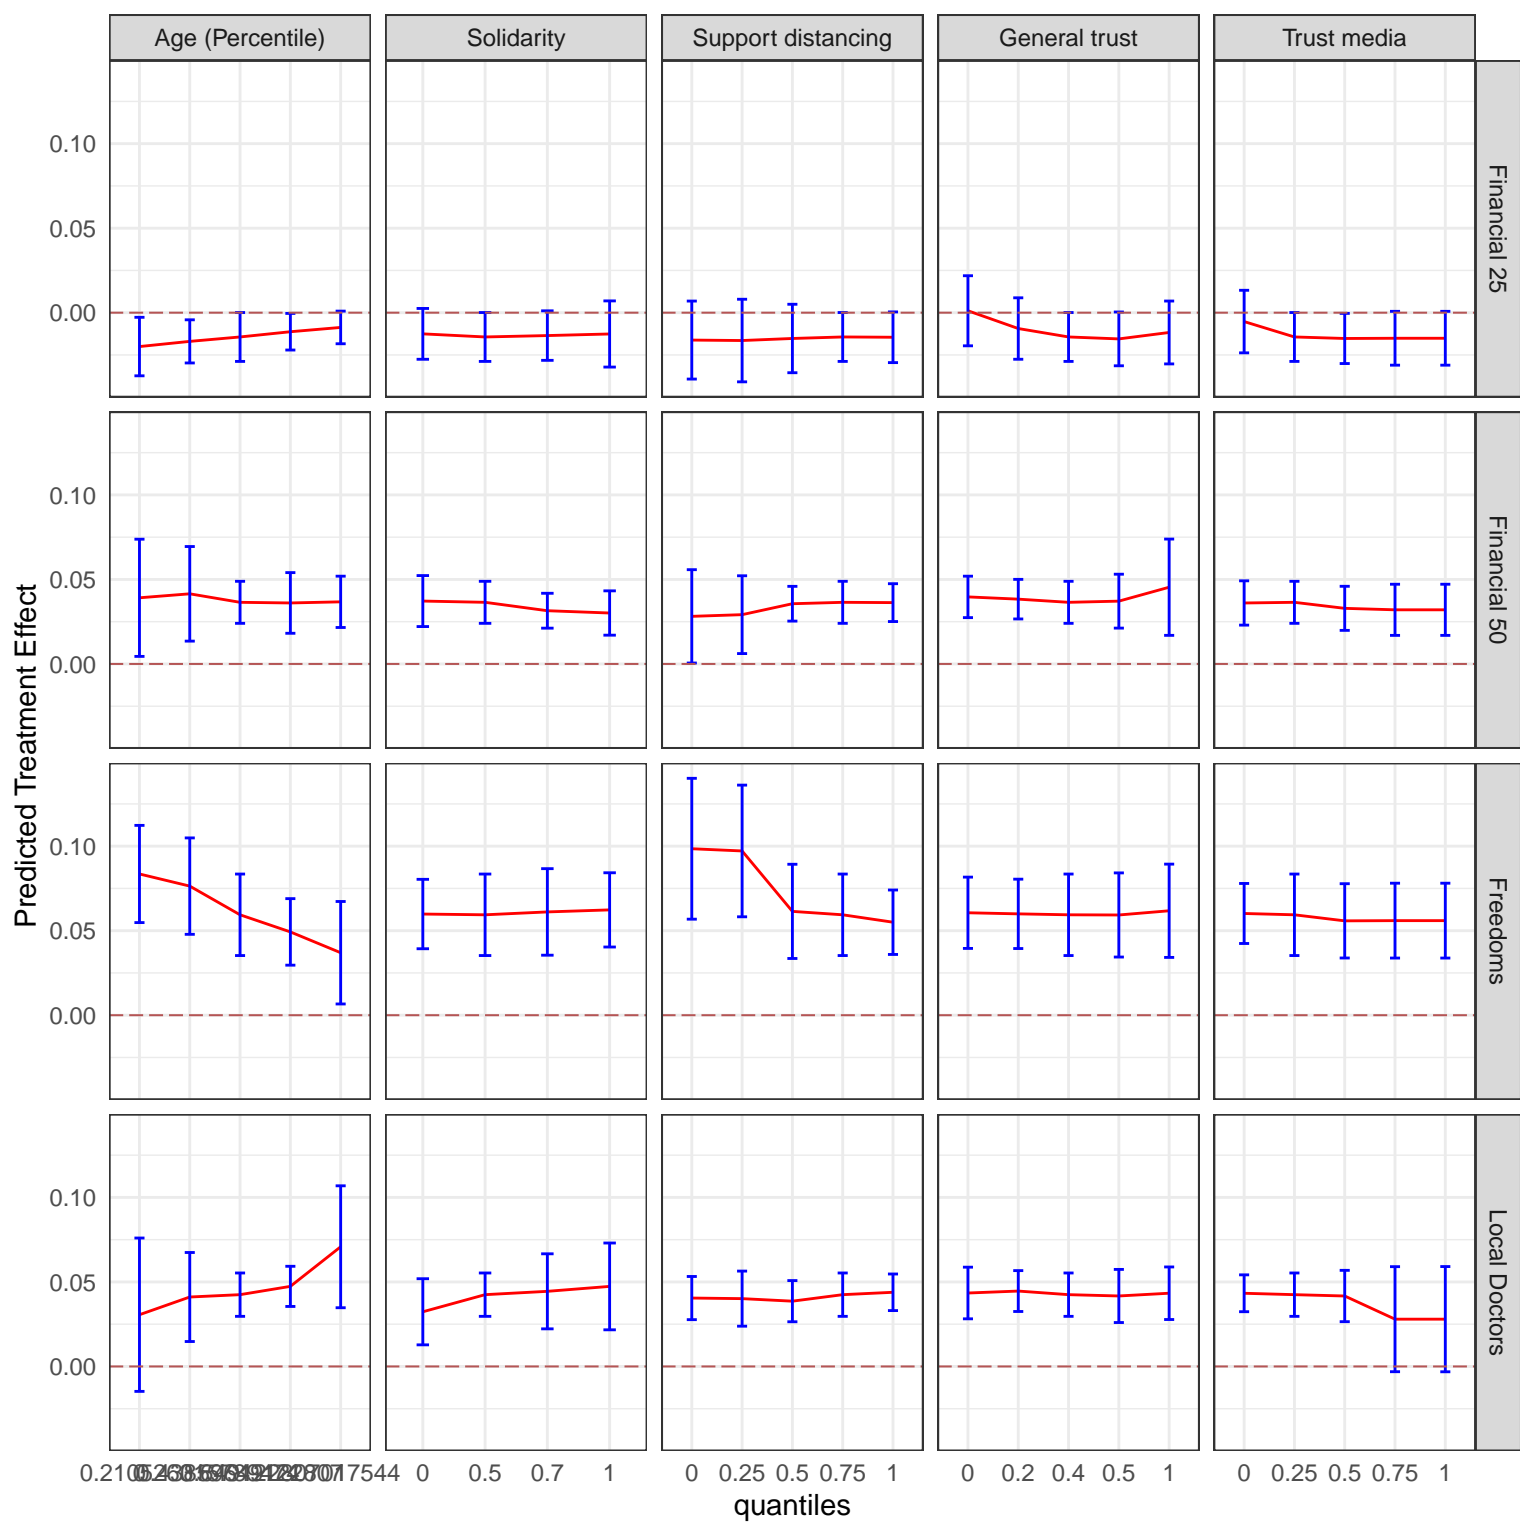 Age (Percentile) Solidarity Support distancing General trust Trust media
Financial 25
0.10
0.05
0.00
Financial 50
0.10
0.05
0.00
Predicted Treatment Effect
Freedoms
0.10
0.05
0.00
Local Doctors
0.10
0.05
0.00
0 0.5 0.7 1 0 0.25 0.5 0.75 1 0 0.2 0.4 0.5 1 0 0.25 0.5 0.75 1
quantiles